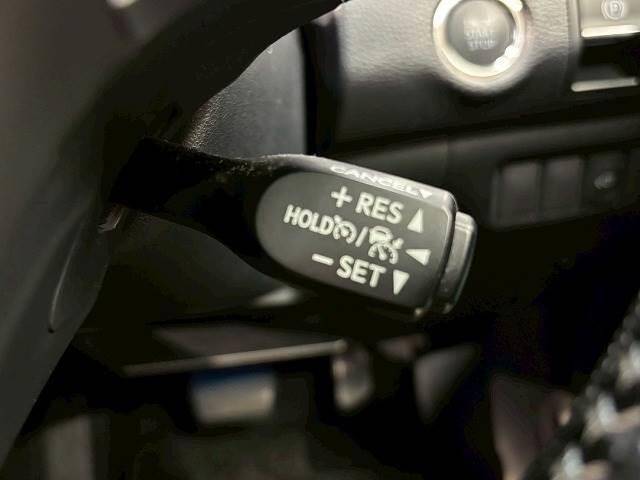 START
STOP
CANCEL▼
+ RES ▲
HOLD / ◀
− SET ▼